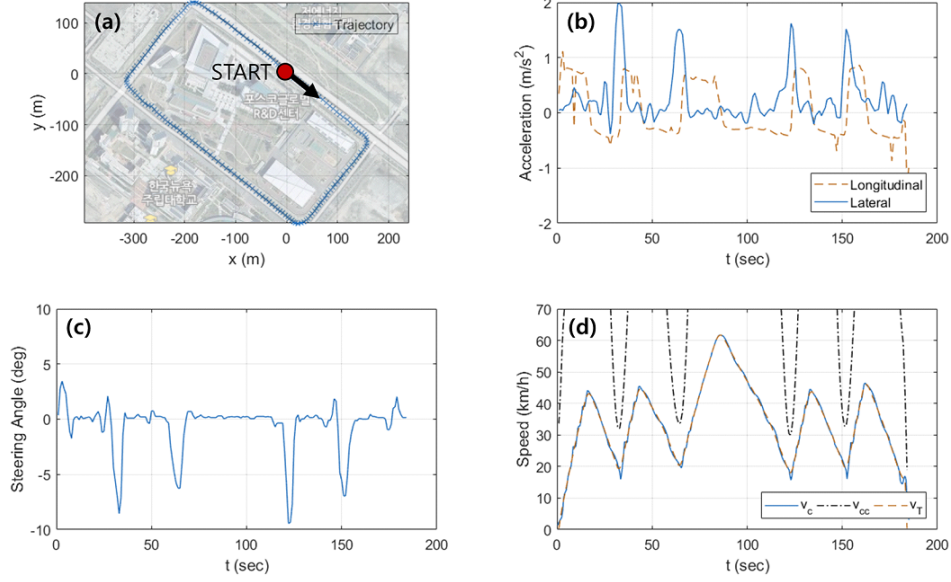 (a)
Trajectory
START
포스코글로벌
R&D센터
한국뉴욕
주립대학교
140
0
-100
-200
y (m)
-300
-200
-100
0
100
200
x (m)
(b)
2
1
0
-1
-2
Acceleration (m/s²)
Longitudinal
Lateral
0
50
100
150
200
t (sec)
(c)
10
5
0
-5
-10
Steering Angle (deg)
0
50
100
150
200
t (sec)
(d)
70
60
50
40
30
20
10
0
Speed (km/h)
v_c v_cc v_T
0
50
100
150
200
t (sec)